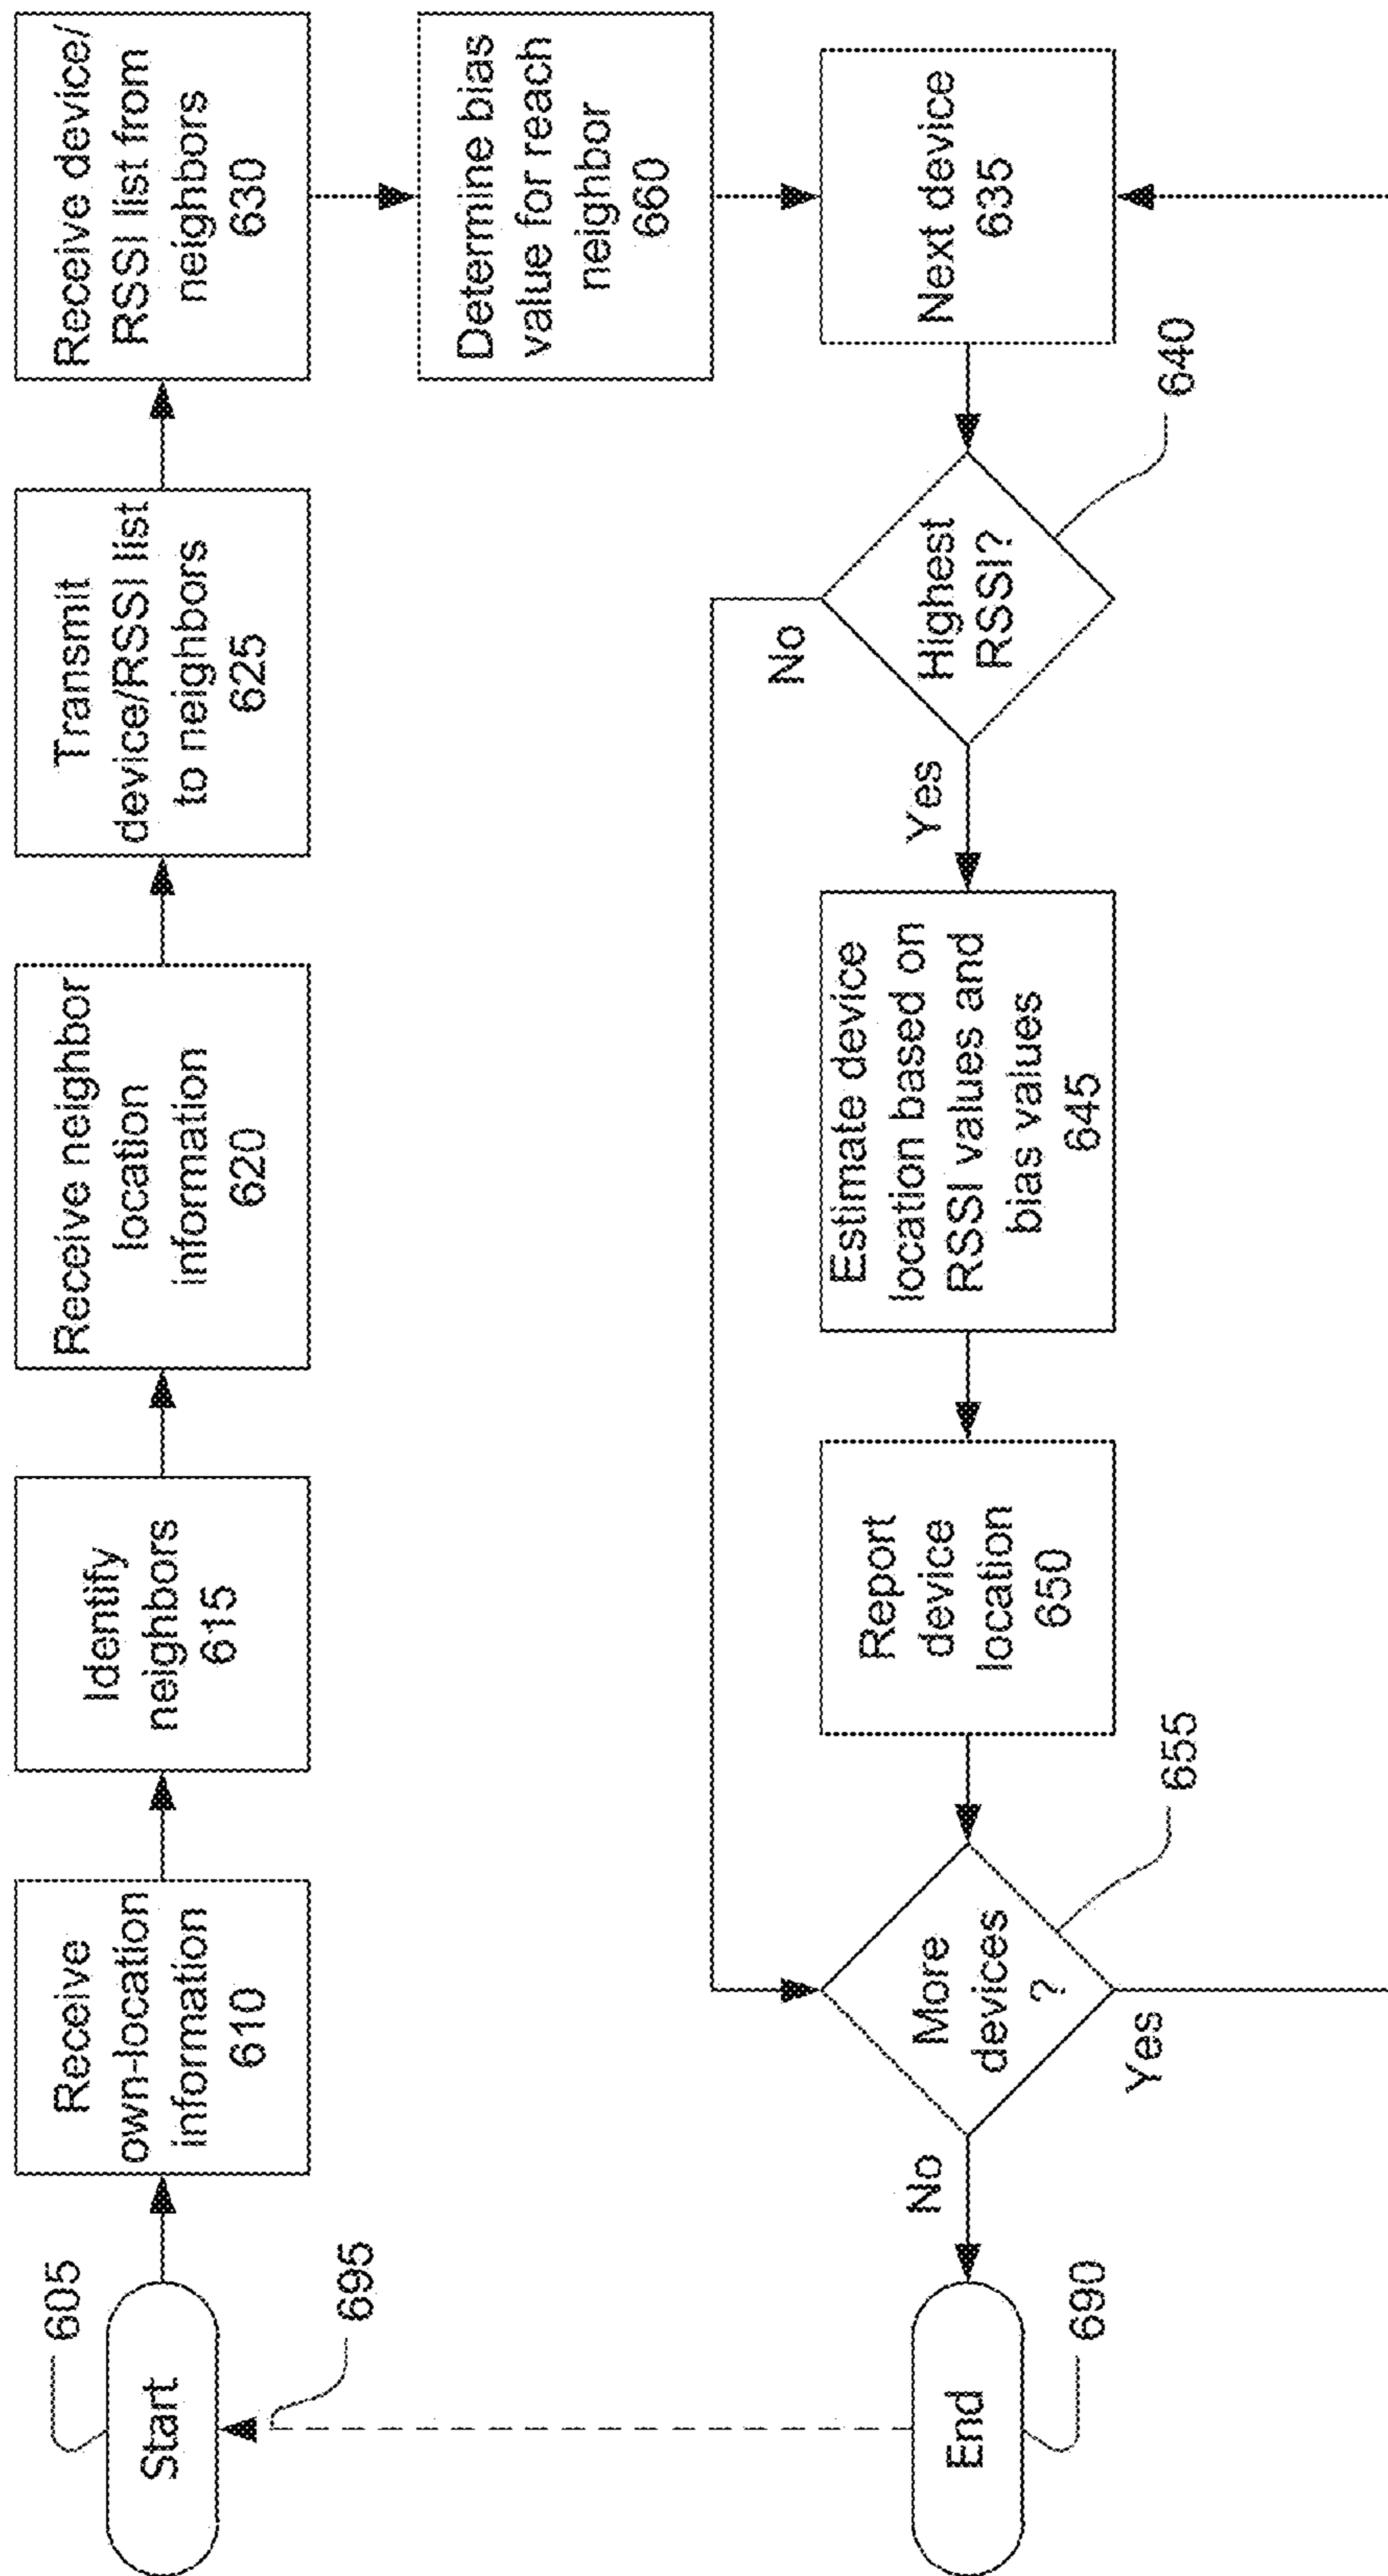 605
Start
Receive
own-location
information
610
Identify
neighbors
615
Receive neighbor
location
information
620
Transmit
device/RSSI list
to neighbors
625
Receive device/
RSSI list from
neighbors
630
695
Determine bias
value for reach
neighbor
660
Next device
635
Highest
RSSI?
640
No
Yes
Estimate device
location based on
RSSI values and
bias values
645
Report
device
location
650
More
devices
?
655
No
Yes
End
690